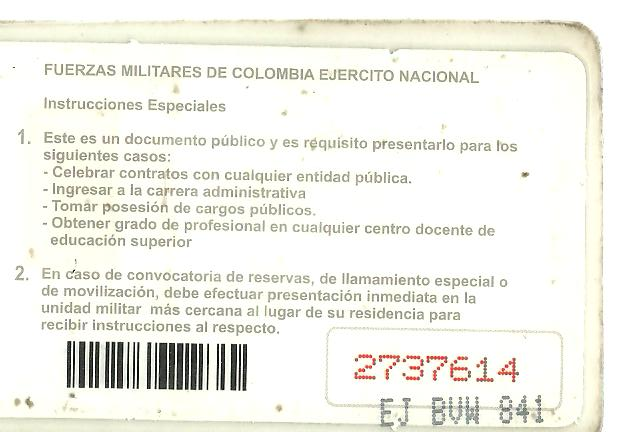 FUERZAS MILITARES DE COLOMBIA EJERCITO NACIONAL
Instrucciones Especiales
1. Este es un documento público y es requisito presentarlo para los
siguientes casos:
- Celebrar contratos con cualquier entidad pública.
- Ingresar a la carrera administrativa
- Tomar posesión de cargos públicos.
- Obtener grado de profesional en cualquier centro docente de
educación superior
2. En caso de convocatoria de reservas, de llamamiento especial o
de movilización, debe efectuar presentación inmediata en la
unidad militar más cercana al lugar de su residencia para
recibir instrucciones al respecto.
2737614
EJ BVW 841